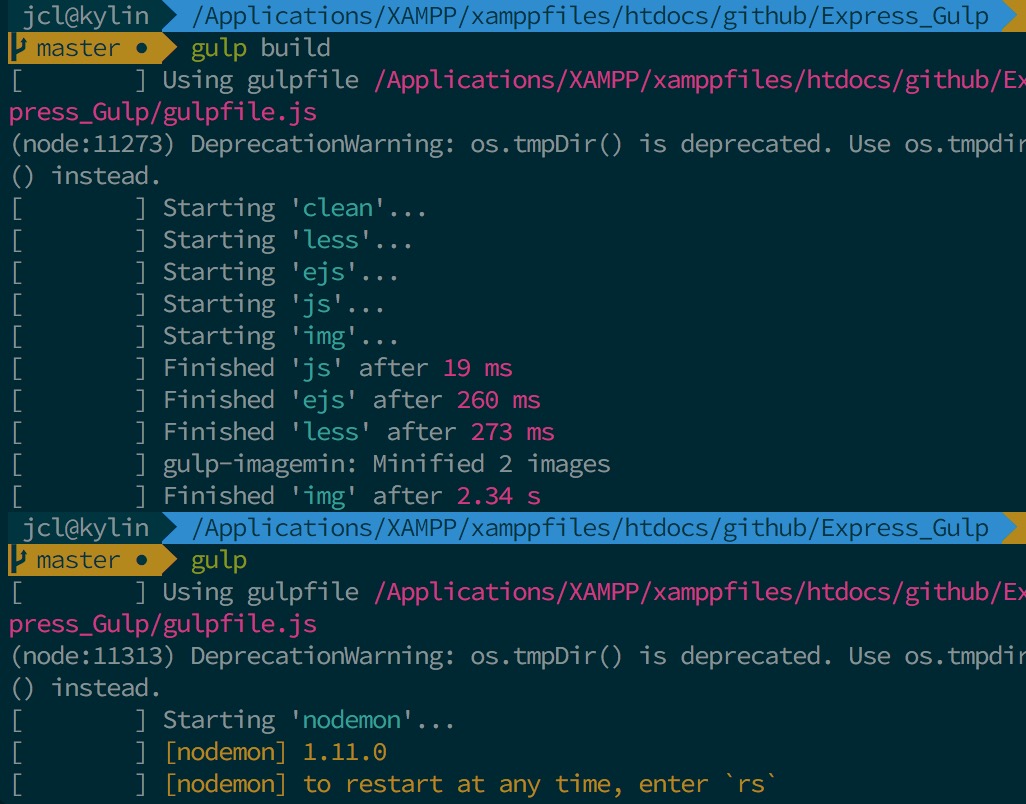 jcl@kylin /Applications/XAMPP/xamppfiles/htdocs/github/Express_Gulp
master ● gulp build
[ ] Using gulpfile /Applications/XAMPP/xamppfiles/htdocs/github/Ex
press_Gulp/gulpfile.js
(node:11273) DeprecationWarning: os.tmpDir() is deprecated. Use os.tmpdir
() instead.
[ ] Starting 'clean'...
[ ] Starting 'less'...
[ ] Starting 'ejs'...
[ ] Starting 'js'...
[ ] Starting 'img'...
[ ] Finished 'js' after 19 ms
[ ] Finished 'ejs' after 260 ms
[ ] Finished 'less' after 273 ms
[ ] gulp-imagemin: Minified 2 images
[ ] Finished 'img' after 2.34 s
jcl@kylin /Applications/XAMPP/xamppfiles/htdocs/github/Express_Gulp
master ● gulp
[ ] Using gulpfile /Applications/XAMPP/xamppfiles/htdocs/github/Ex
press_Gulp/gulpfile.js
(node:11313) DeprecationWarning: os.tmpDir() is deprecated. Use os.tmpdir
() instead.
[ ] Starting 'nodemon'...
[ ] [nodemon] 1.11.0
[ ] [nodemon] to restart at any time, enter `rs`